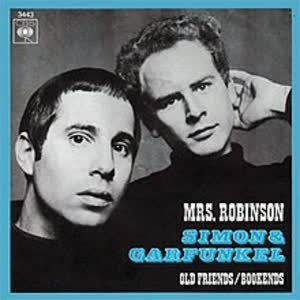 3443
CBS
MRS. ROBINSON
SIMON &
GARFUNKEL
OLD FRIENDS/BOOKENDS